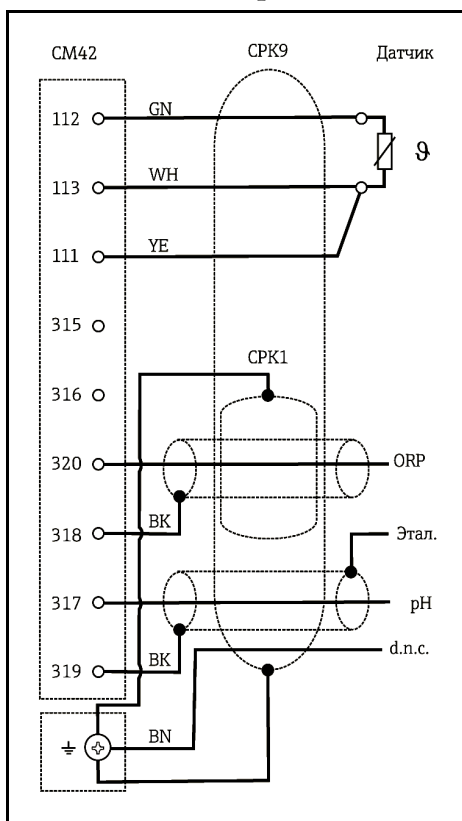 CM42 CPK9 Датчик
112 GN
ϑ
113 WH
111 YE
315
CPK1
316
320 ORP
318 BK
Этал.
317 pH
d.n.c.
319 BK
BN